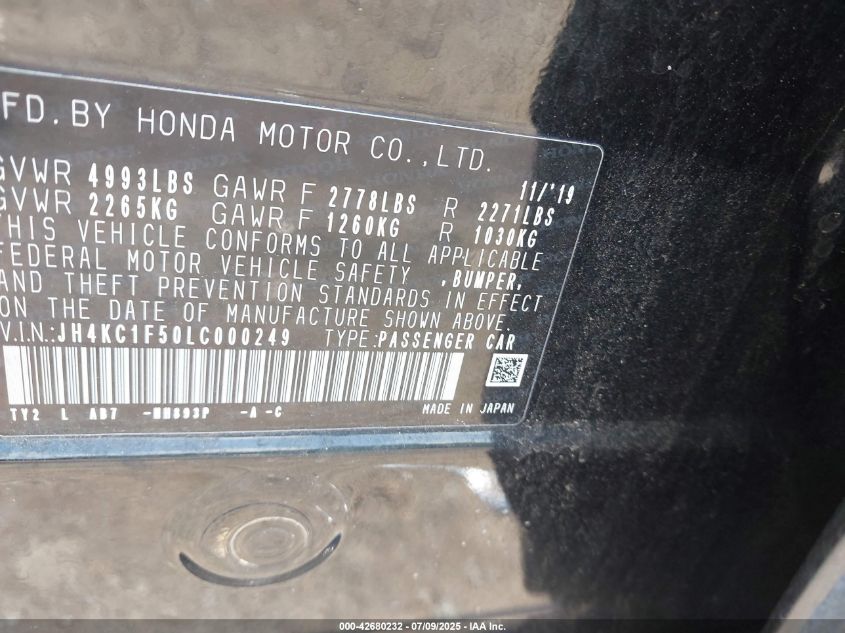 FD. BY HONDA MOTOR CO.,LTD.
11/'19
GVWR 4993LBS GAWR F 2778LBS R 2271LBS
GVWR 2265KG GAWR F 1260KG R 1030KG
THIS VEHICLE CONFORMS TO ALL APPLICABLE
FEDERAL MOTOR VEHICLE SAFETY ,BUMPER,
AND THEFT PREVENTION STANDARDS IN EFFECT
ON THE DATE OF MANUFACTURE SHOWN ABOVE.
V.I.N.:JH4KC1F50LC000249 TYPE:PASSENGER CAR
TY2 L AB7 -A -C
MADE IN JAPAN
000-42680232 - 07/09/2025 - IAA Inc.